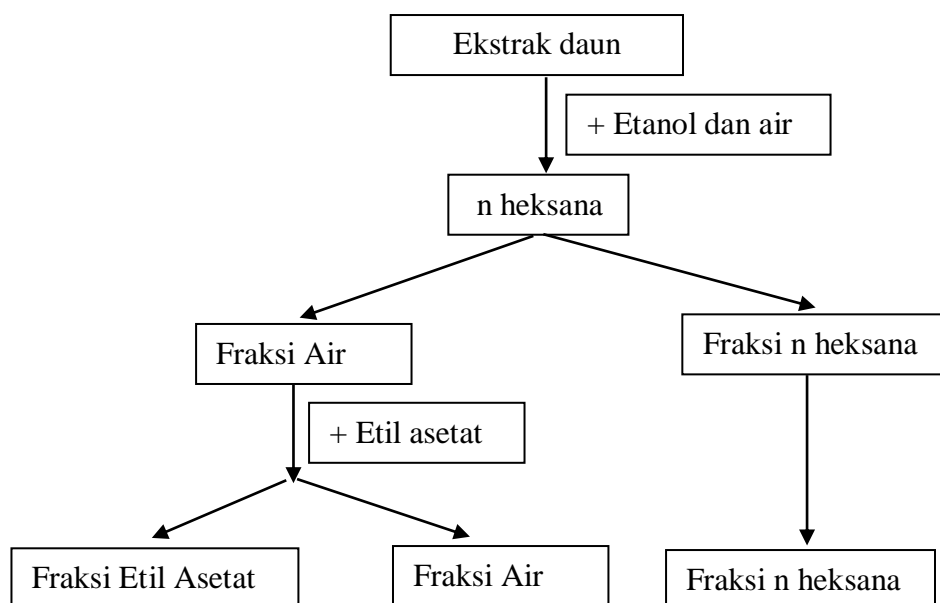 Ekstrak daun
+ Etanol dan air
n heksana
Fraksi Air
Fraksi n heksana
+ Etil asetat
Fraksi Etil Asetat
Fraksi Air
Fraksi n heksana